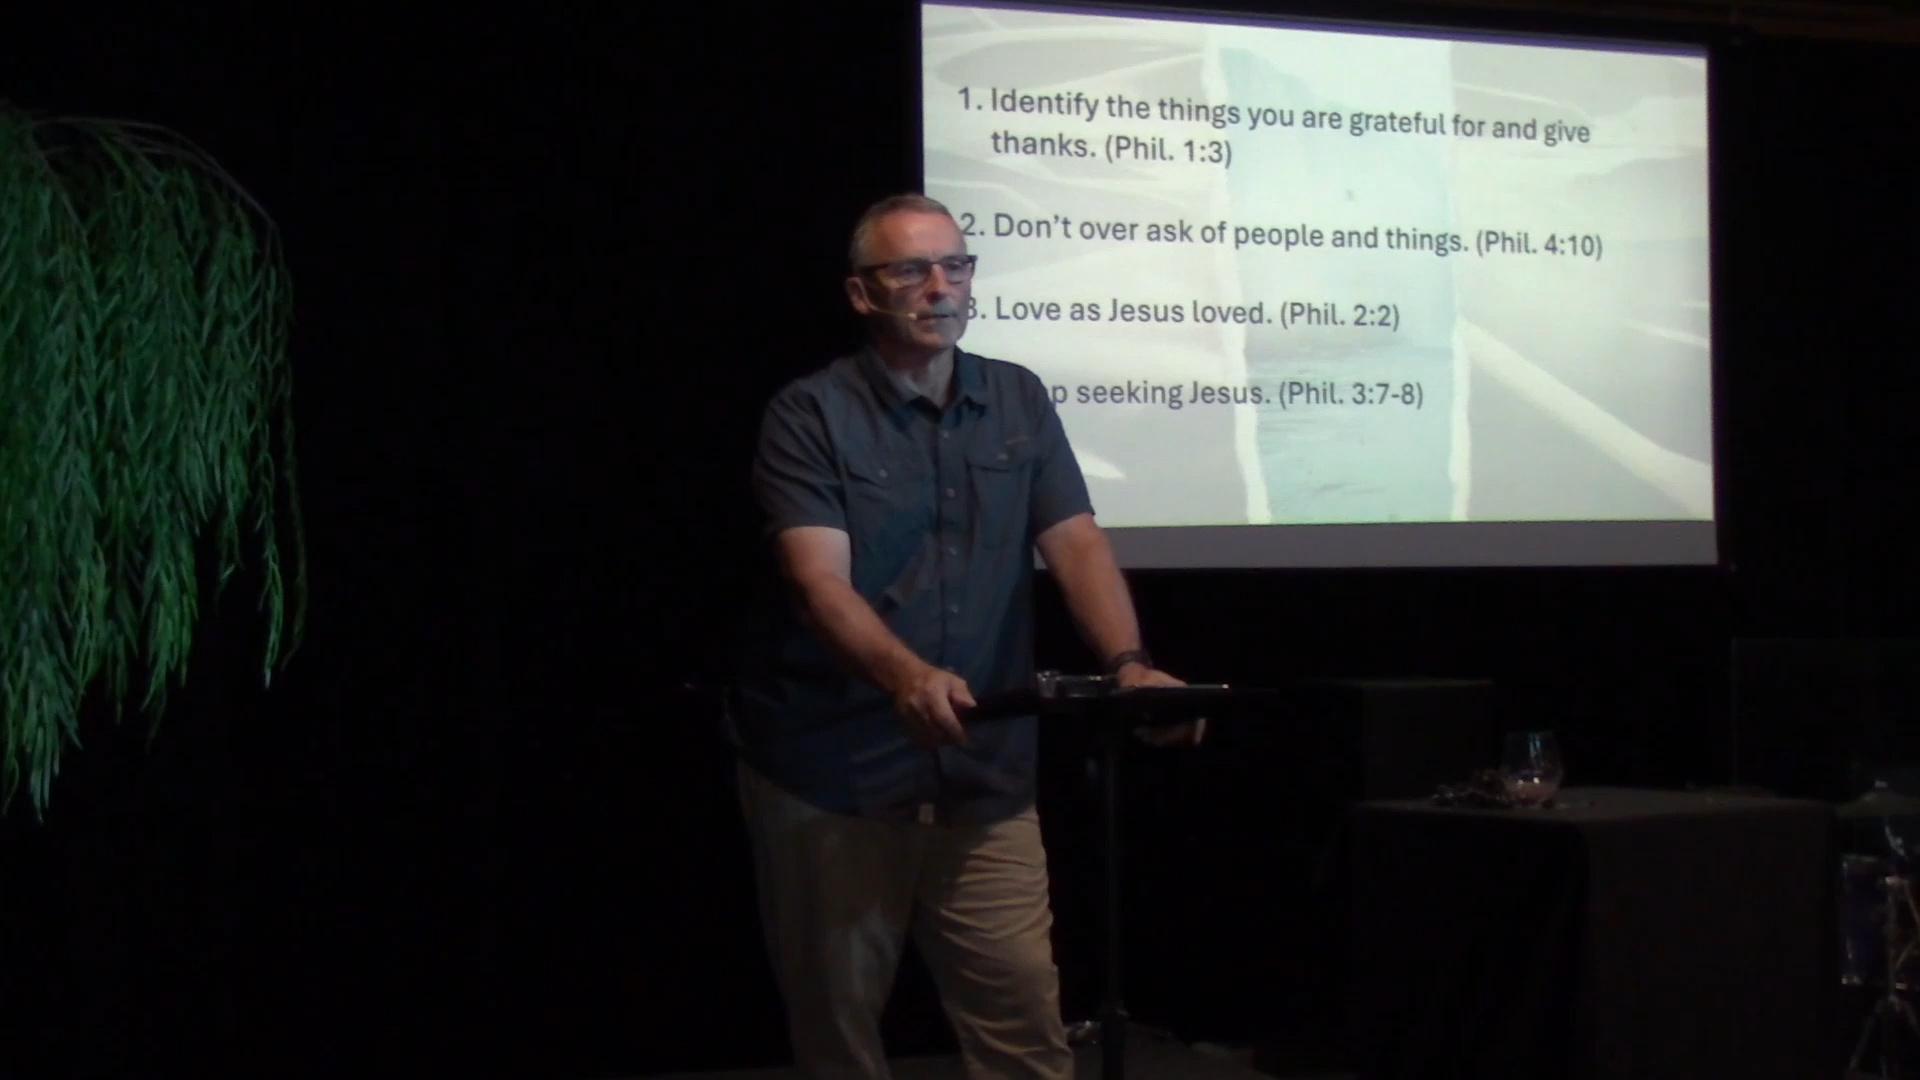 1. Identify the things you are grateful for and give
thanks. (Phil. 1:3)
2. Don't over ask of people and things. (Phil. 4:10)
3. Love as Jesus loved. (Phil. 2:2)
seeking Jesus. (Phil. 3:7-8)